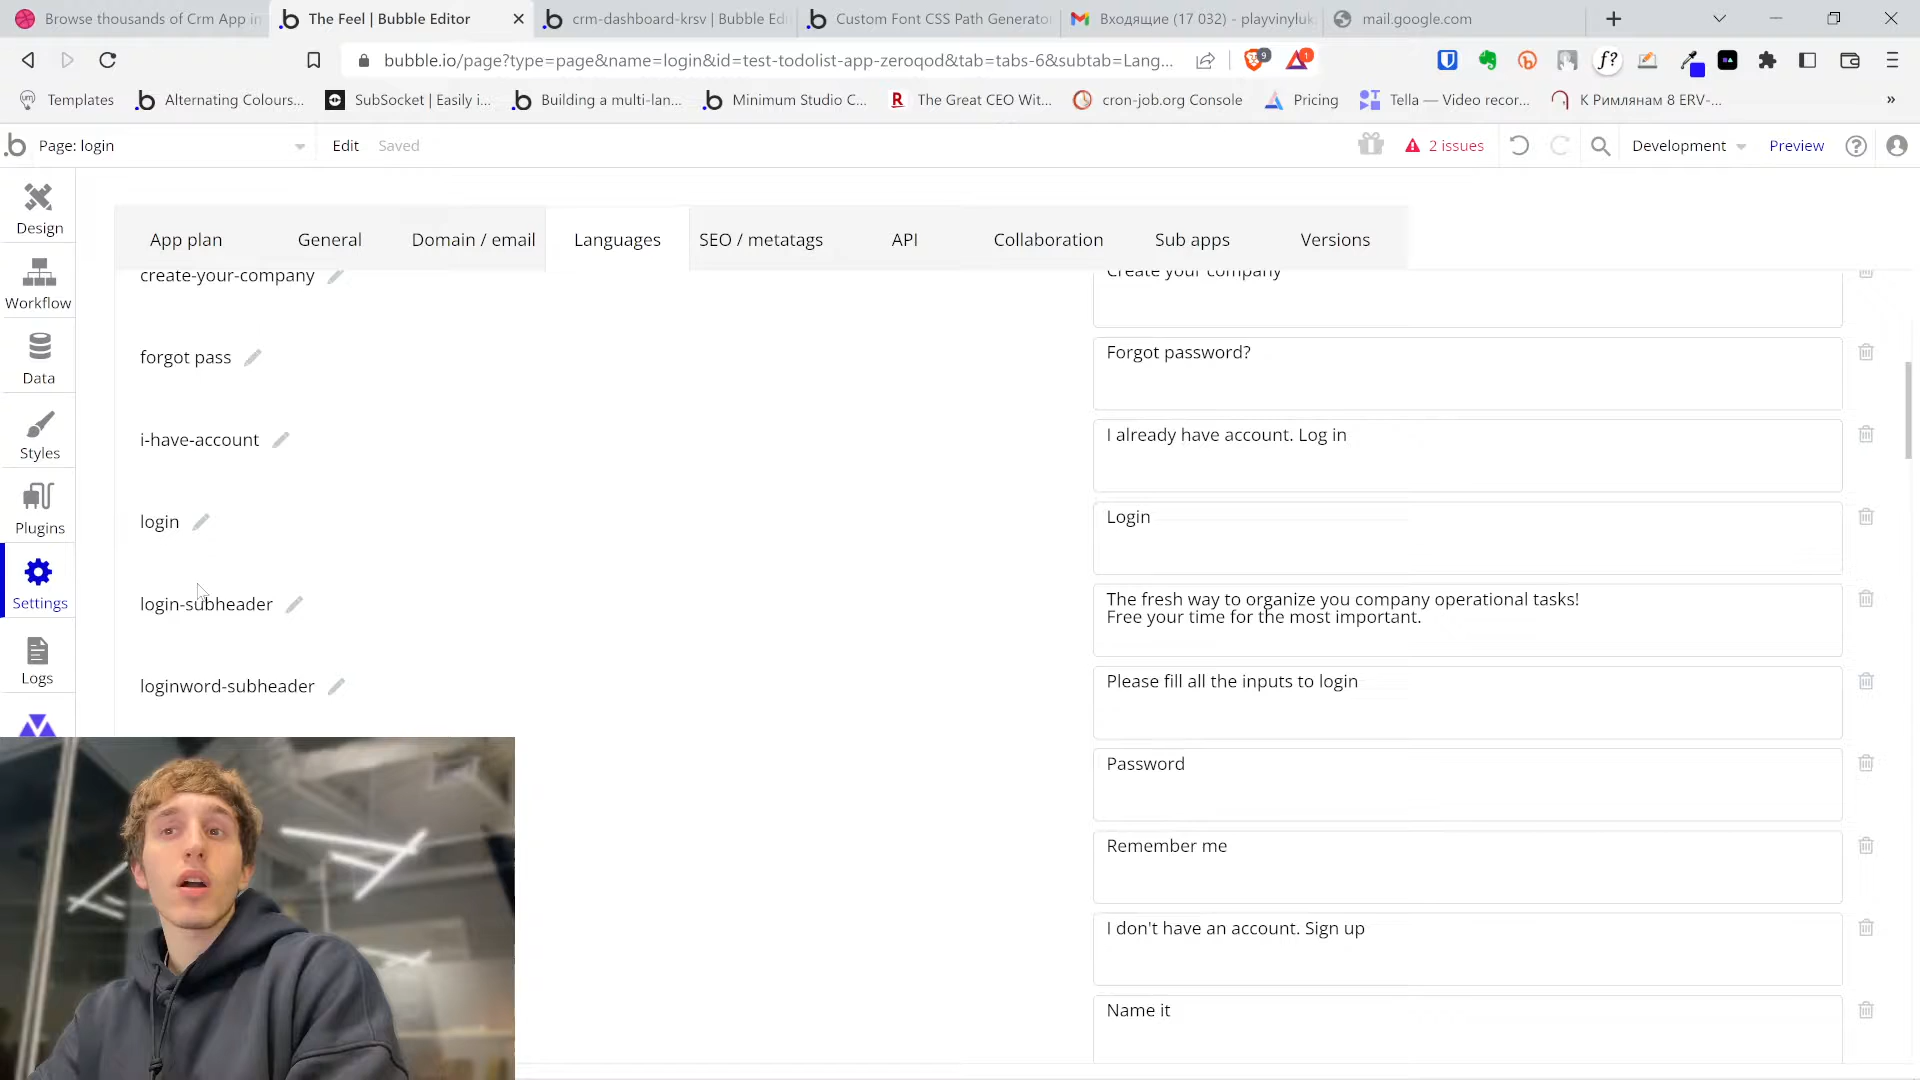 Browse thousands of Crm App in
The Feel | Bubble Editor
crm-dashboard-krsv | Bubble Edi
Custom Font CSS Path Generator
Входящие (17 032) - playvinyluk
mail.google.com
bubble.io/page?type=page&name=login&id=test-todolist-app-zeroqod&tab=tabs-6&subtab=Lang...
9
1
f?
Templates
Alternating Colours...
SubSocket | Easily i...
Building a multi-lan...
Minimum Studio C...
The Great CEO Wit...
cron-job.org Console
Pricing
Tella — Video recor...
К Римлянам 8 ERV-...
»
Page: login
Edit
Saved
2 issues
Development
Preview
Design
Workflow
Data
Styles
Plugins
Settings
Logs
App plan
General
Domain / email
Languages
SEO / metatags
API
Collaboration
Sub apps
Versions
create-your-company
Create your company
forgot pass
Forgot password?
i-have-account
I already have account. Log in
login
Login
login-subheader
The fresh way to organize you company operational tasks!
Free your time for the most important.
loginword-subheader
Please fill all the inputs to login
Password
Remember me
I don't have an account. Sign up
Name it